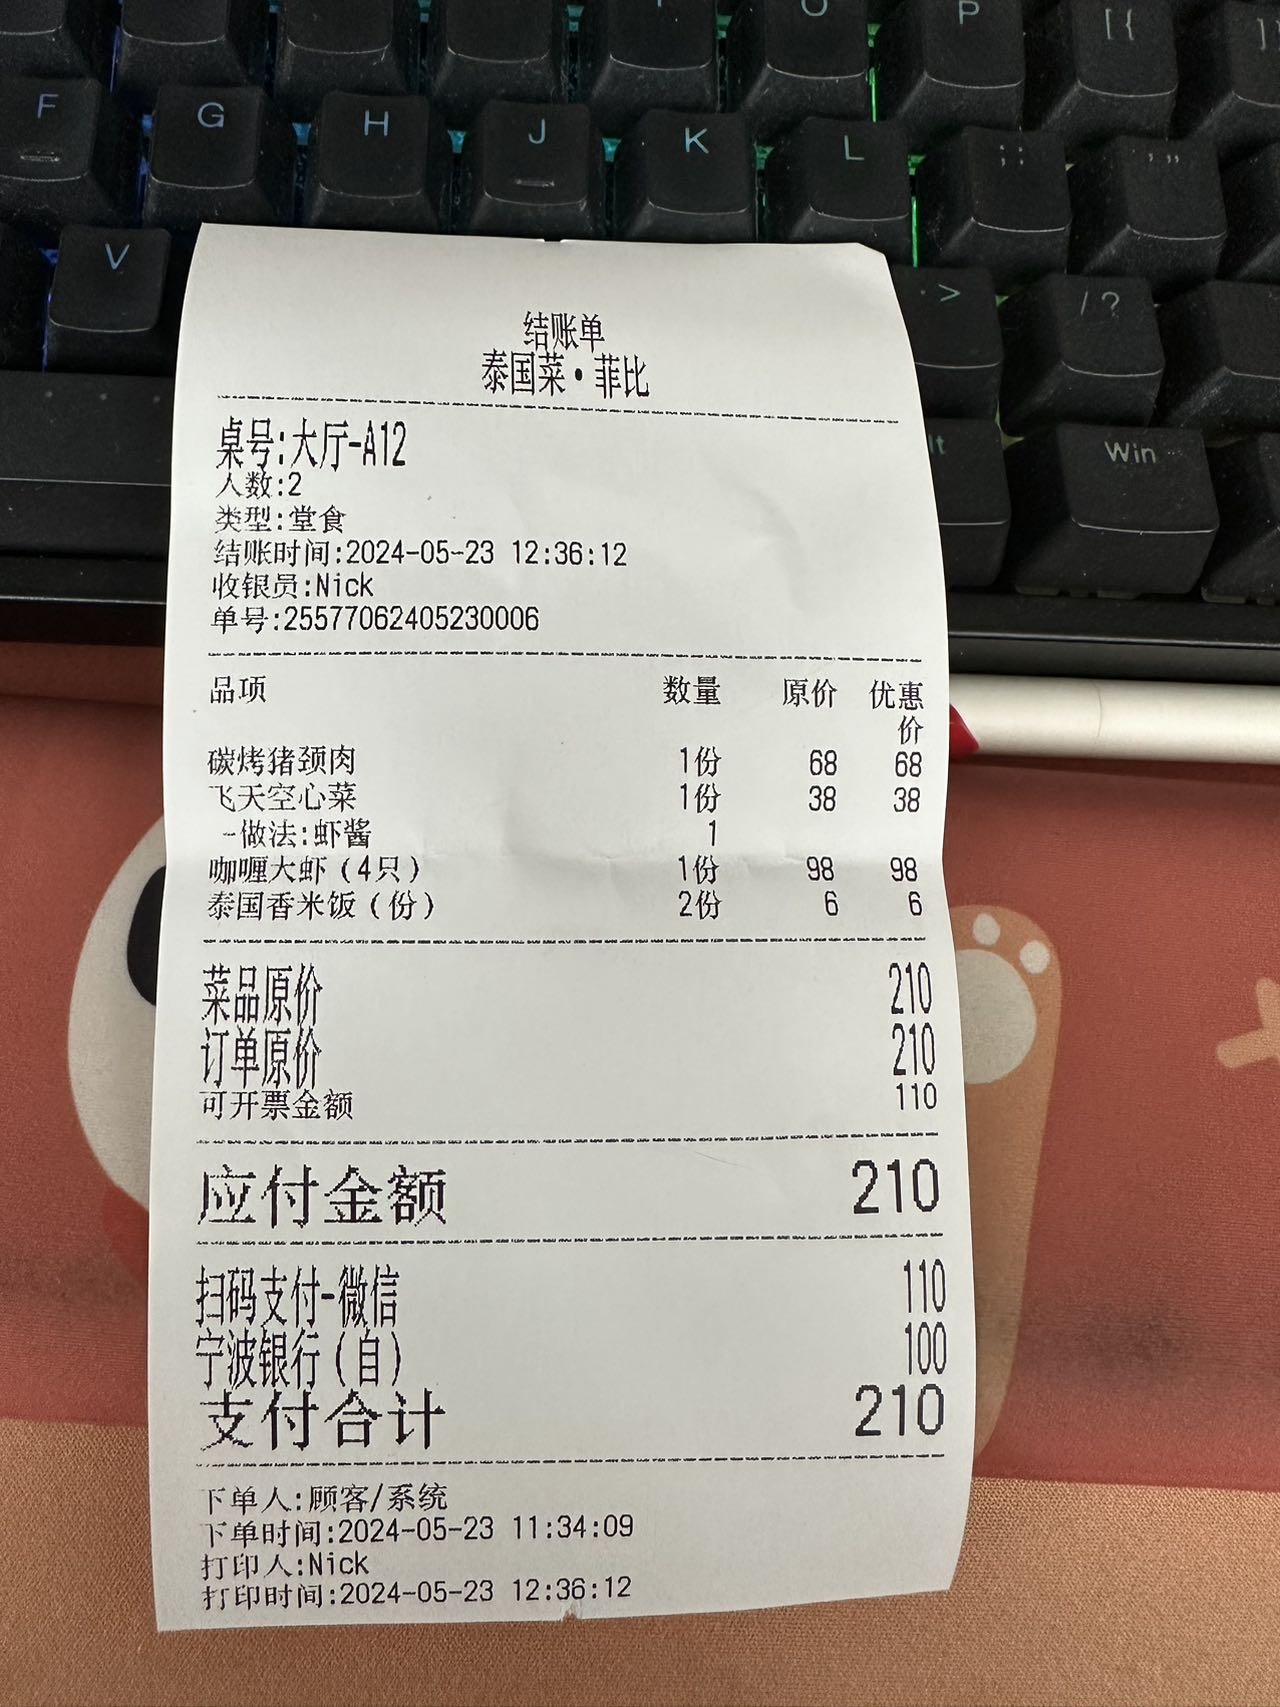 O P [{ ]
F G H J K L ;: '"
V .> /?
lt Win
结账单
泰国菜·菲比
桌号:大厅-A12
人数:2
类型:堂食
结账时间:2024-05-23 12:36:12
收银员:Nick
单号:25577062405230006
品项 数量 原价 优惠价
碳烤猪颈肉 1份 68 68
飞天空心菜 1份 38 38
-做法:虾酱 1
咖喱大虾(4只) 1份 98 98
泰国香米饭(份) 2份 6 6
菜品原价 210
订单原价 210
可开票金额 110
应付金额 210
扫码支付-微信 110
宁波银行(自) 100
支付合计 210
下单人:顾客/系统
下单时间:2024-05-23 11:34:09
打印人:Nick
打印时间:2024-05-23 12:36:12